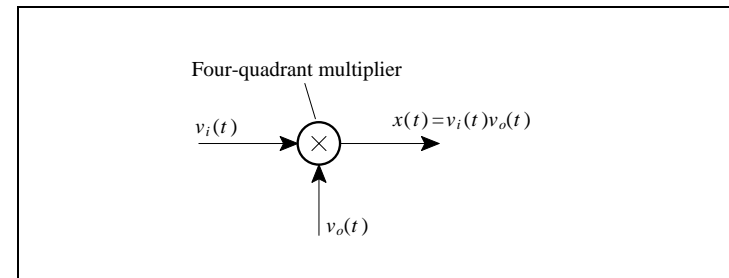 Four-quadrant multiplier
v_i(t)
x(t)=v_i(t)v_o(t)
×
v_o(t)